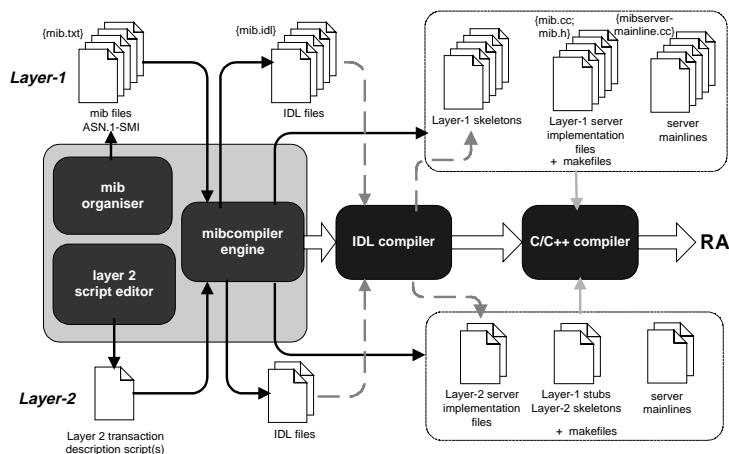 {mib.txt}
{mib.idl}
{mib.cc;
mib.h}
{mibserver-
mainline.cc}
Layer-1
mib files
ASN.1-SMI
IDL files
Layer-1 skeletons
Layer-1 server
implementation
files
+ makefiles
server
mainlines
mib
organiser
mibcompiler
engine
IDL compiler
C/C++ compiler
RA
layer 2
script editor
Layer-2
Layer 2 transaction
description script(s)
IDL files
Layer-2 server
implementation
files
Layer-1 stubs
Layer-2 skeletons
+ makefiles
server
mainlines